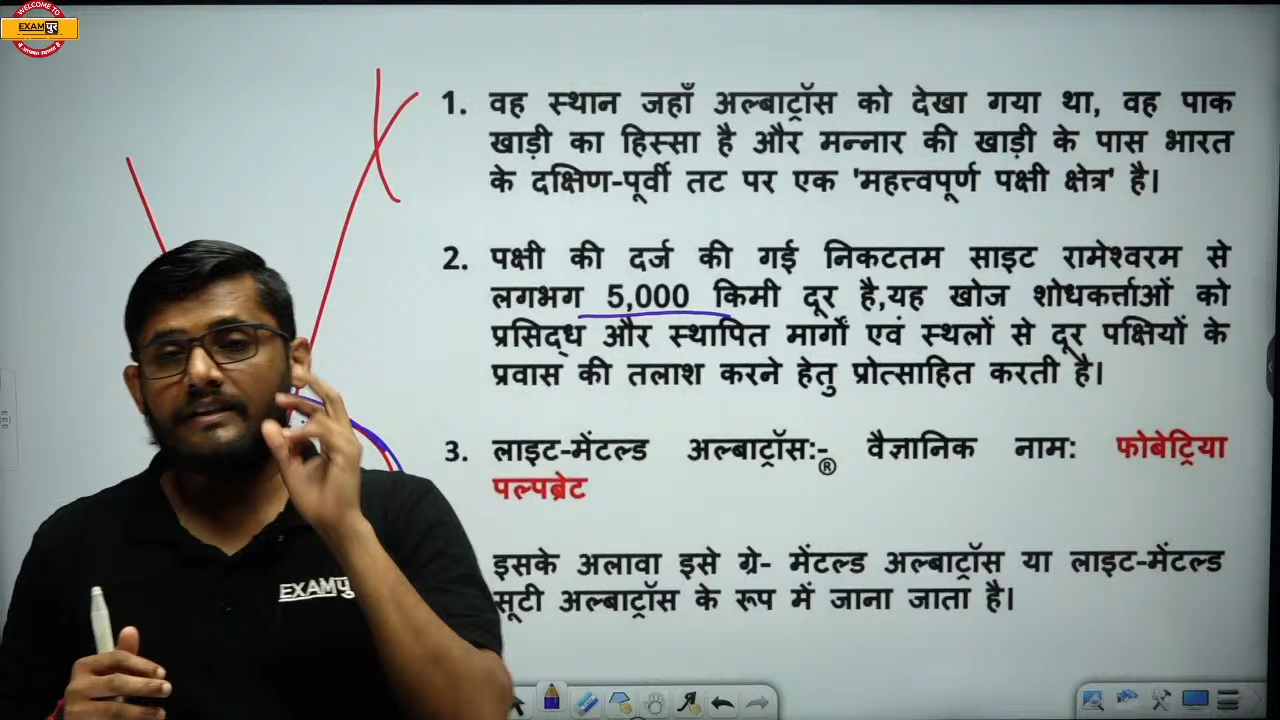 WELCOME TO
EXAMपुर
1. वह स्थान जहाँ अल्बाट्रॉस को देखा गया था, वह पाक
खाड़ी का हिस्सा है और मन्नार की खाड़ी के पास भारत
के दक्षिण-पूर्वी तट पर एक 'महत्त्वपूर्ण पक्षी क्षेत्र' है।
2. पक्षी की दर्ज की गई निकटतम साइट रामेश्वरम से
लगभग 5,000 किमी दूर है,यह खोज शोधकर्त्ताओं को
प्रसिद्ध और स्थापित मार्गों एवं स्थलों से दूर पक्षियों के
प्रवास की तलाश करने हेतु प्रोत्साहित करती है।
3. लाइट-मेंटल्ड अल्बाट्रॉस:- वैज्ञानिक नाम: फोबेट्रिया
®
पल्पब्रेट
इसके अलावा इसे ग्रे- मेंटल्ड अल्बाट्रॉस या लाइट-मेंटल्ड
सूटी अल्बाट्रॉस के रूप में जाना जाता है।
EXAMपु